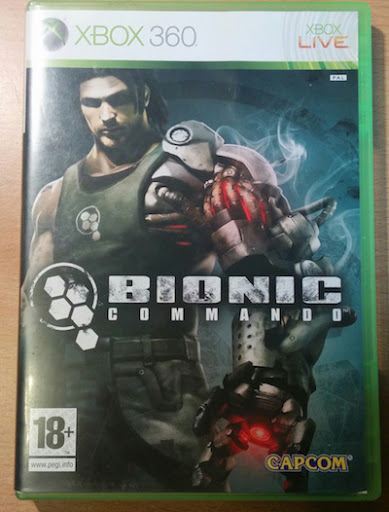 XBOX 360
XBOX
LIVE
PAL
BIONIC
COMMANDO
18+
www.pegi.info
CAPCOM